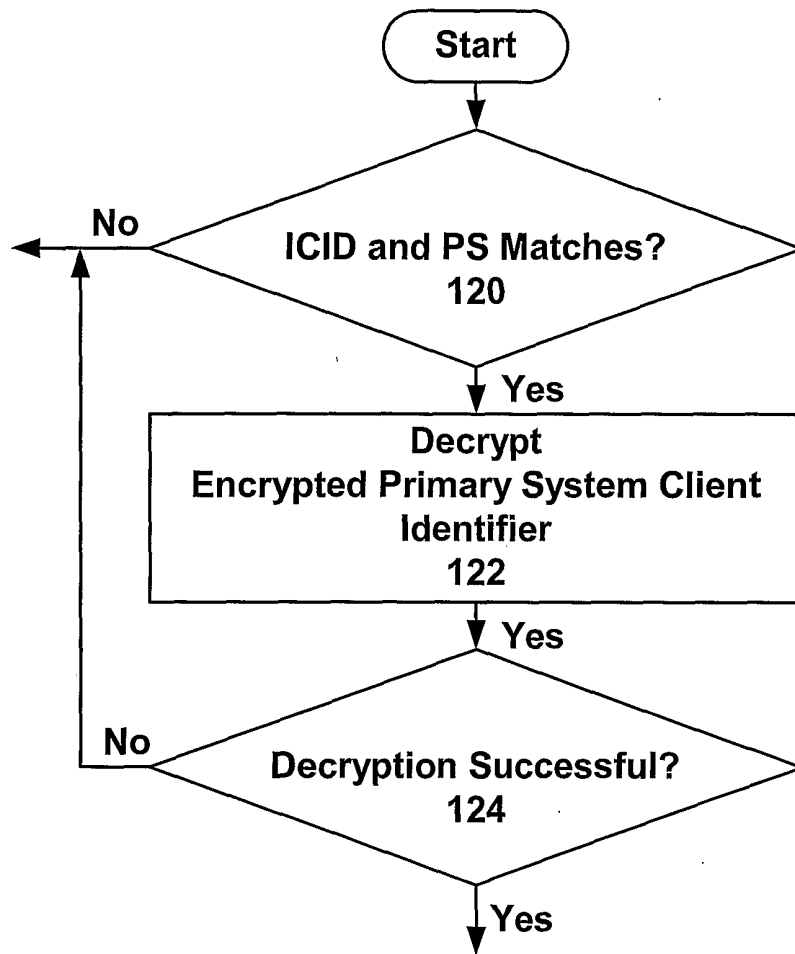 Start
No
ICID and PS Matches?
120
Yes
Decrypt
Encrypted Primary System Client
Identifier
122
Yes
No
Decryption Successful?
124
Yes